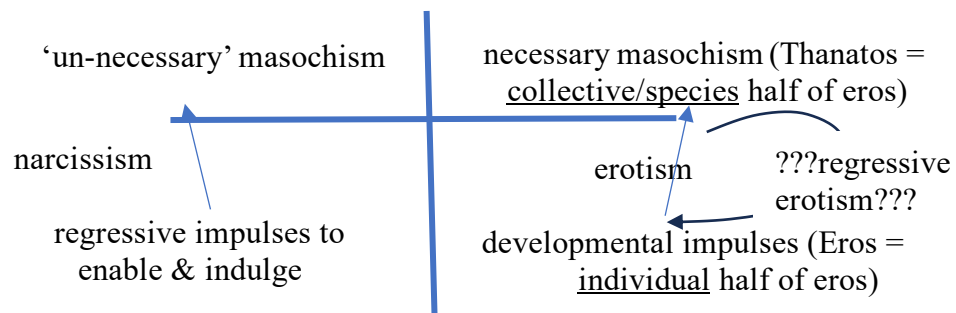 ‘un-necessary’ masochism
necessary masochism (Thanatos =
collective/species half of eros)
narcissism
erotism
???regressive
erotism???
regressive impulses to
enable & indulge
developmental impulses (Eros =
individual half of eros)